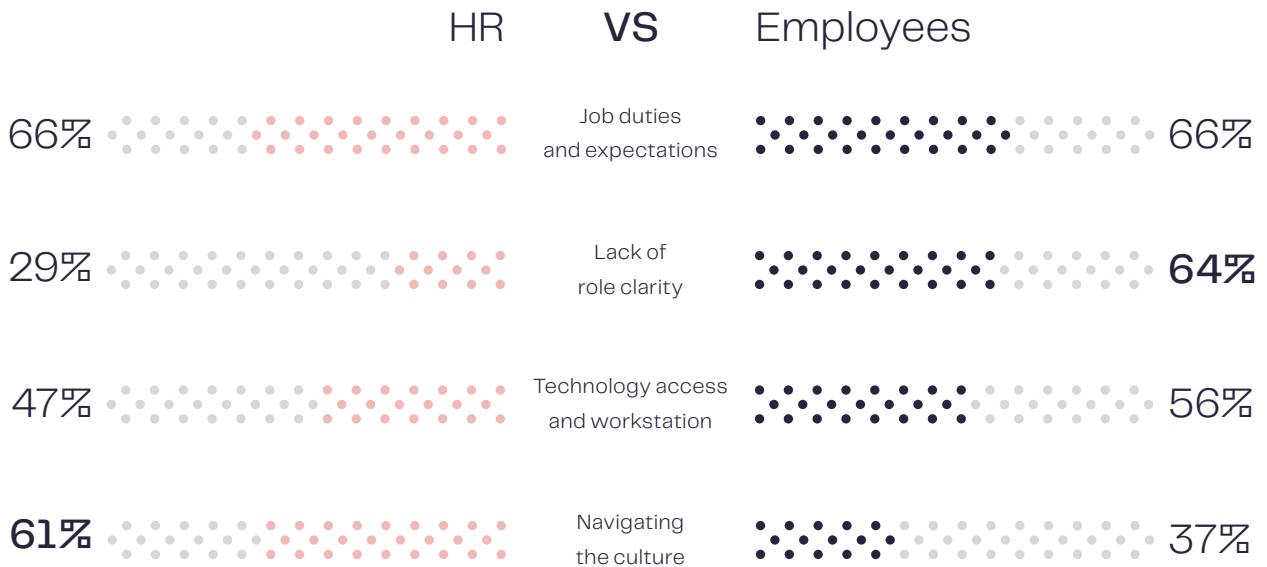 HR VS Employees
66% Job duties 66%
and expectations
29% Lack of 64%
role clarity
47% Technology access 56%
and workstation
61% Navigating 37%
the culture